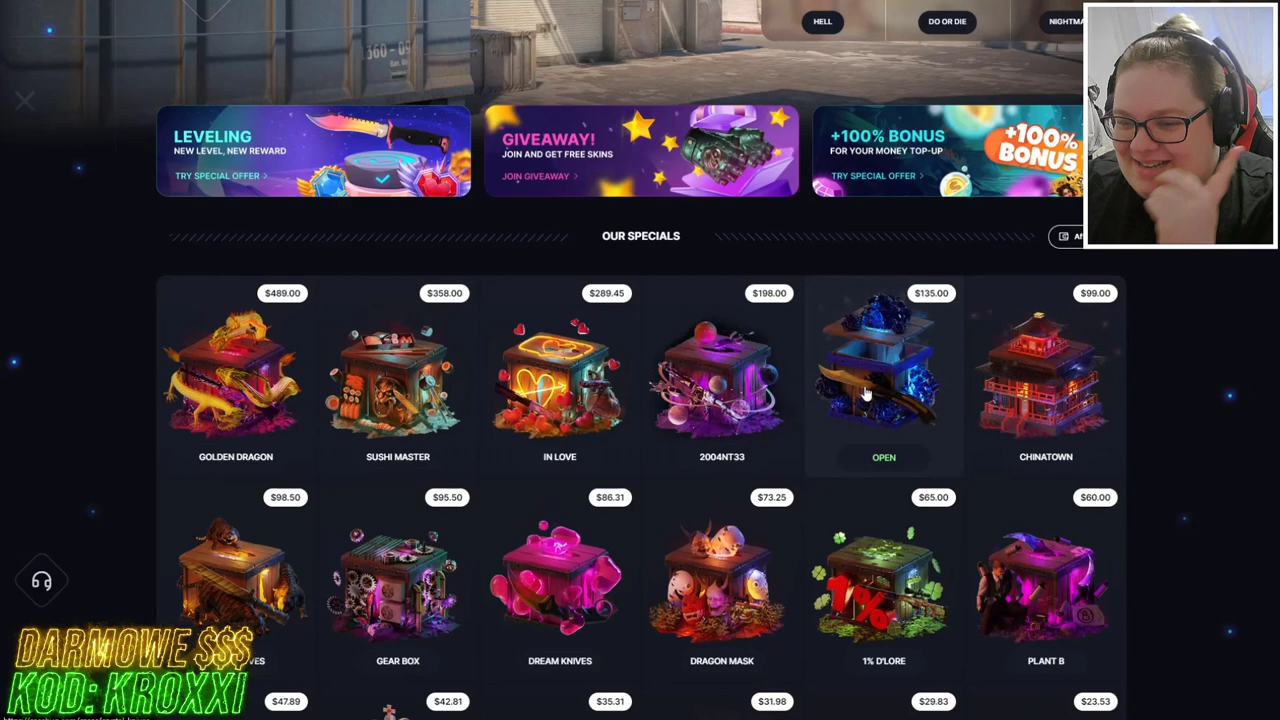 HELL
DO OR DIE
360-09
LEVELING
NEW LEVEL, NEW REWARD
TRY SPECIAL OFFER
GIVEAWAY!
JOIN AND GET FREE SKINS
JOIN GIVEAWAY
+100% BONUS
FOR YOUR MONEY TOP-UP
TRY SPECIAL OFFER
+100%
BONUS
OUR SPECIALS
$489.00
$358.00
$289.45
$198.00
$135.00
$99.00
GOLDEN DRAGON
SUSHI MASTER
IN LOVE
2004NT33
OPEN
CHINATOWN
$98.50
$95.50
$86.31
$73.25
$65.00
$60.00
1%
GEAR BOX
DREAM KNIVES
DRAGON MASK
1% D'LORE
PLANT B
DARMOWE $$$
KOD: KROXXI
$47.89
$42.81
$35.31
$31.98
$29.83
$23.53